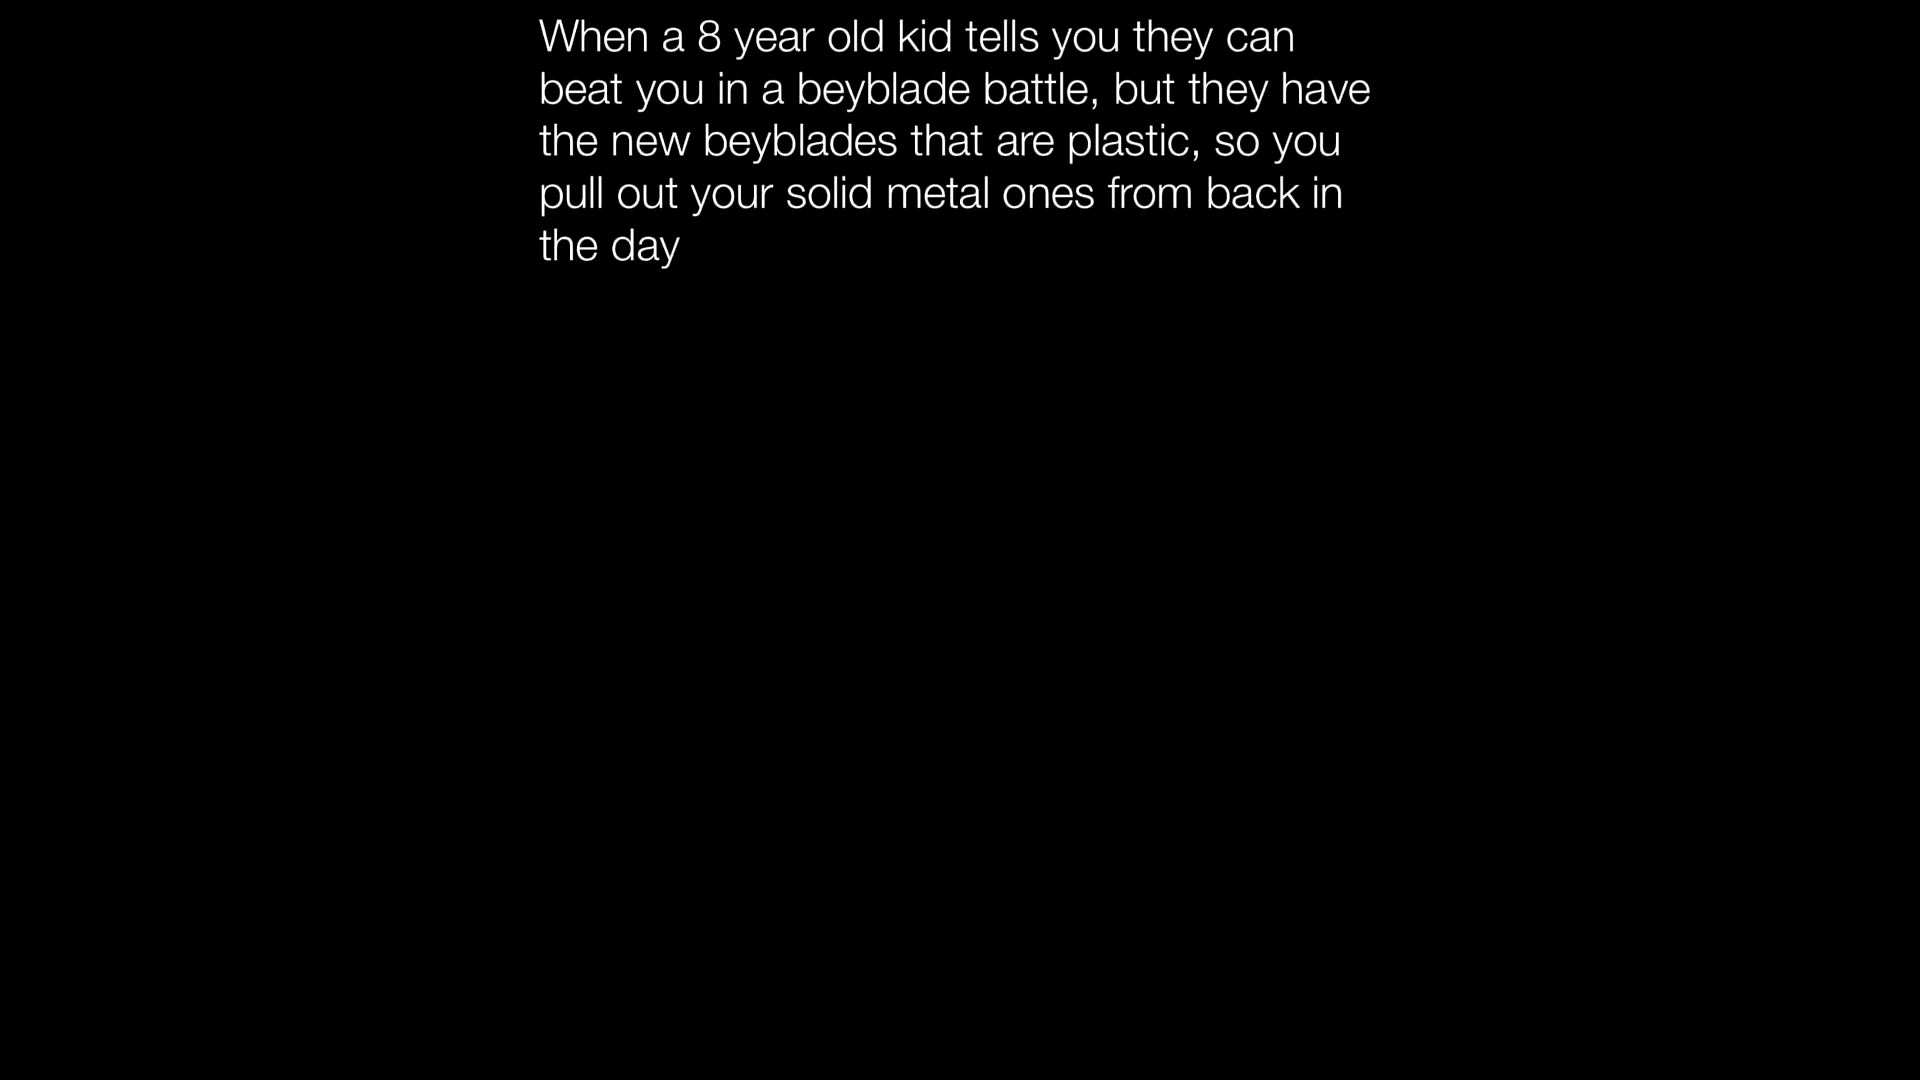 When a 8 year old kid tells you they can
beat you in a beyblade battle, but they have
the new beyblades that are plastic, so you
pull out your solid metal ones from back in
the day